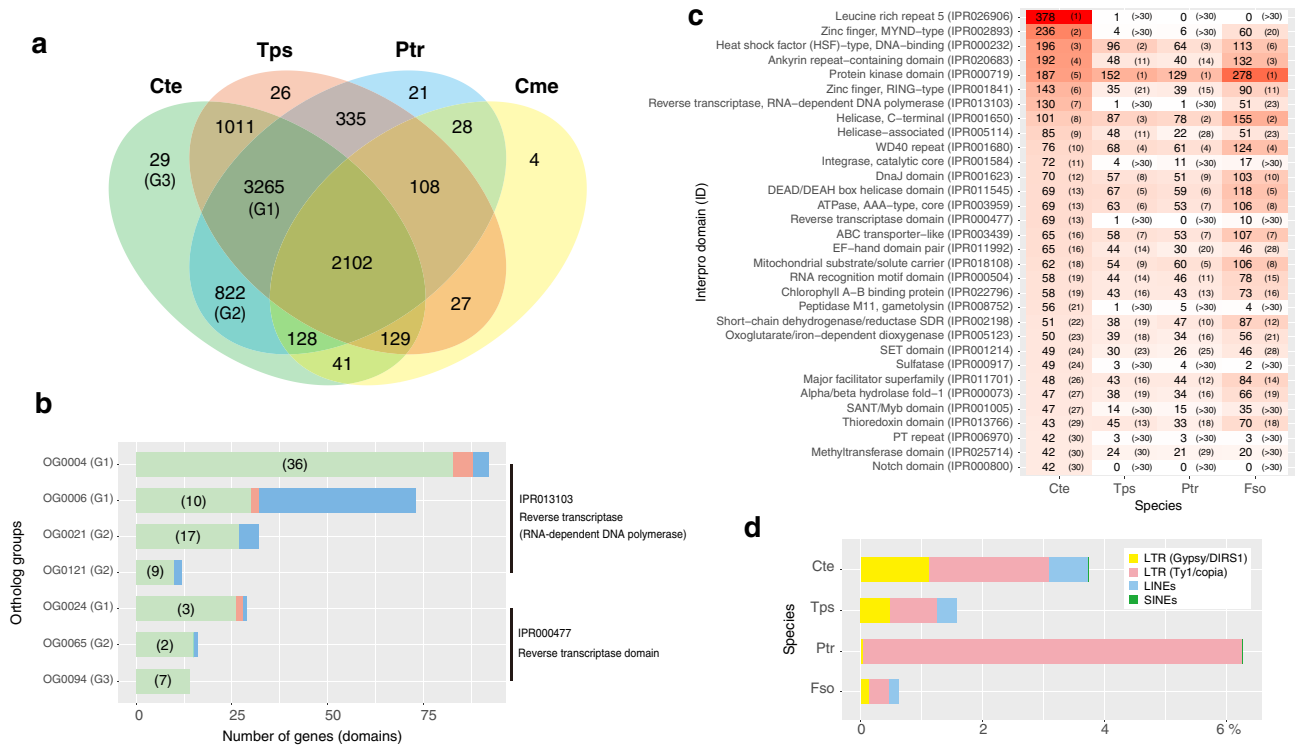 a
Cte
Tps
Ptr
Cme
26
21
1011
335
28
29
(G3)
4
3265
(G1)
108
2102
822
(G2)
27
128
129
41
b
Ortholog groups
OG0004 (G1)
(36)
OG0006 (G1)
(10)
OG0021 (G2)
(17)
OG0121 (G2)
(9)
OG0024 (G1)
(3)
OG0065 (G2)
(2)
OG0094 (G3)
(7)
IPR013103
Reverse transcriptase
(RNA-dependent DNA polymerase)
IPR000477
Reverse transcriptase domain
0 25 50 75
Number of genes (domains)
c
Interpro domain (ID)
Leucine rich repeat 5 (IPR026906) 378 (1) 1 (>30) 0 (>30) 0 (>30)
Zinc finger, MYND−type (IPR002893) 236 (2) 4 (>30) 6 (>30) 60 (20)
Heat shock factor (HSF)−type, DNA−binding (IPR000232) 196 (3) 96 (2) 64 (3) 113 (6)
Ankyrin repeat−containing domain (IPR020683) 192 (4) 48 (11) 40 (14) 132 (3)
Protein kinase domain (IPR000719) 187 (5) 152 (1) 129 (1) 278 (1)
Zinc finger, RING−type (IPR001841) 143 (6) 35 (21) 39 (15) 90 (11)
Reverse transcriptase, RNA−dependent DNA polymerase (IPR013103) 130 (7) 1 (>30) 1 (>30) 51 (23)
Helicase, C−terminal (IPR001650) 101 (8) 87 (3) 78 (2) 155 (2)
Helicase−associated (IPR005114) 85 (9) 48 (11) 22 (28) 51 (23)
WD40 repeat (IPR001680) 76 (10) 68 (4) 61 (4) 124 (4)
Integrase, catalytic core (IPR001584) 72 (11) 4 (>30) 11 (>30) 17 (>30)
DnaJ domain (IPR001623) 70 (12) 57 (8) 51 (9) 103 (10)
DEAD/DEAH box helicase domain (IPR011545) 69 (13) 67 (5) 59 (6) 118 (5)
ATPase, AAA−type, core (IPR003959) 69 (13) 63 (6) 53 (7) 106 (8)
Reverse transcriptase domain (IPR000477) 69 (13) 1 (>30) 0 (>30) 10 (>30)
ABC transporter−like (IPR003439) 65 (16) 58 (7) 53 (7) 107 (7)
EF−hand domain pair (IPR011992) 65 (16) 44 (14) 30 (20) 46 (28)
Mitochondrial substrate/solute carrier (IPR018108) 62 (18) 54 (9) 60 (5) 106 (8)
RNA recognition motif domain (IPR000504) 58 (19) 44 (14) 46 (11) 78 (15)
Chlorophyll A−B binding protein (IPR022796) 58 (19) 43 (16) 43 (13) 73 (16)
Peptidase M11, gametolysin (IPR008752) 56 (21) 1 (>30) 5 (>30) 4 (>30)
Short−chain dehydrogenase/reductase SDR (IPR002198) 51 (22) 38 (19) 47 (10) 87 (12)
Oxoglutarate/iron−dependent dioxygenase (IPR005123) 50 (23) 39 (18) 34 (16) 56 (21)
SET domain (IPR001214) 49 (24) 30 (23) 26 (25) 46 (28)
Sulfatase (IPR000917) 49 (24) 3 (>30) 4 (>30) 2 (>30)
Major facilitator superfamily (IPR011701) 48 (26) 43 (16) 44 (12) 84 (14)
Alpha/beta hydrolase fold−1 (IPR000073) 47 (27) 38 (19) 34 (16) 66 (19)
SANT/Myb domain (IPR001005) 47 (27) 14 (>30) 15 (>30) 35 (>30)
Thioredoxin domain (IPR013766) 43 (29) 45 (13) 33 (18) 70 (18)
PT repeat (IPR006970) 42 (30) 3 (>30) 3 (>30) 3 (>30)
Methyltransferase domain (IPR025714) 42 (30) 24 (30) 21 (29) 20 (>30)
Notch domain (IPR000800) 42 (30) 0 (>30) 0 (>30) 0 (>30)
Cte Tps Ptr Fso
Species
d
Species
Cte
Tps
Ptr
Fso
LTR (Gypsy/DIRS1)
LTR (Ty1/copia)
LINEs
SINEs
0 2 4 6 %